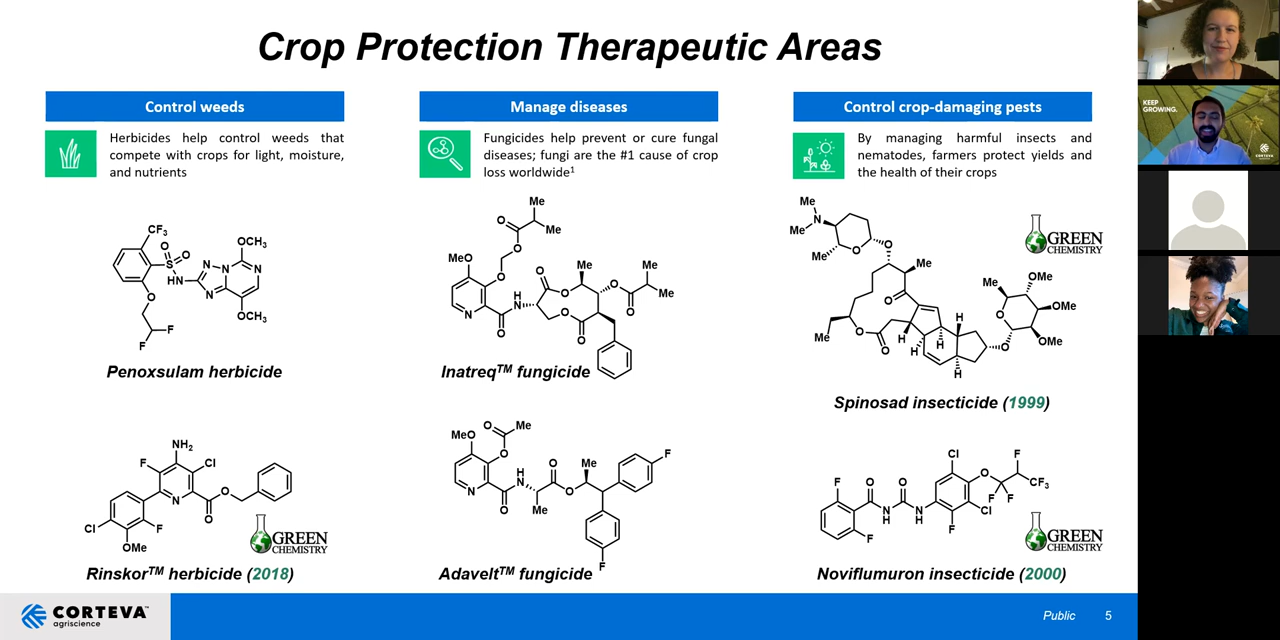 Crop Protection Therapeutic Areas
Control weeds
Herbicides help control weeds that
compete with crops for light, moisture,
and nutrients
CF3
O
O
S
HN
N
N
N
N
OCH3
OCH3
O
F
F
Penoxsulam herbicide
NH2
F
Cl
N
O
O
Cl
F
OMe
GREEN
CHEMISTRY
Rinskor™ herbicide (2018)
Manage diseases
Fungicides help prevent or cure fungal
diseases; fungi are the #1 cause of crop
loss worldwide1
Me
O
Me
O
MeO
O
N
O
H
N
O
O
Me
O
O
O
O
Me
Me
Inatreq™ fungicide
O
Me
MeO
O
N
O
H
N
Me
O
O
Me
F
F
Adavelt™ fungicide
Control crop-damaging pests
By managing harmful insects and
nematodes, farmers protect yields and
the health of their crops
Me
N
Me
Me
O
O
Me
O
Me
O
O
H
H
H
H
H
O
O
Me
OMe
OMe
OMe
GREEN
CHEMISTRY
Spinosad insecticide (1999)
F
F
O
N
H
O
N
H
Cl
F
Cl
O
F
F
F
CF3
GREEN
CHEMISTRY
Noviflumuron insecticide (2000)
CORTEVA™
agriscience
Public
5
KEEP
GROWING.
CORTEVA